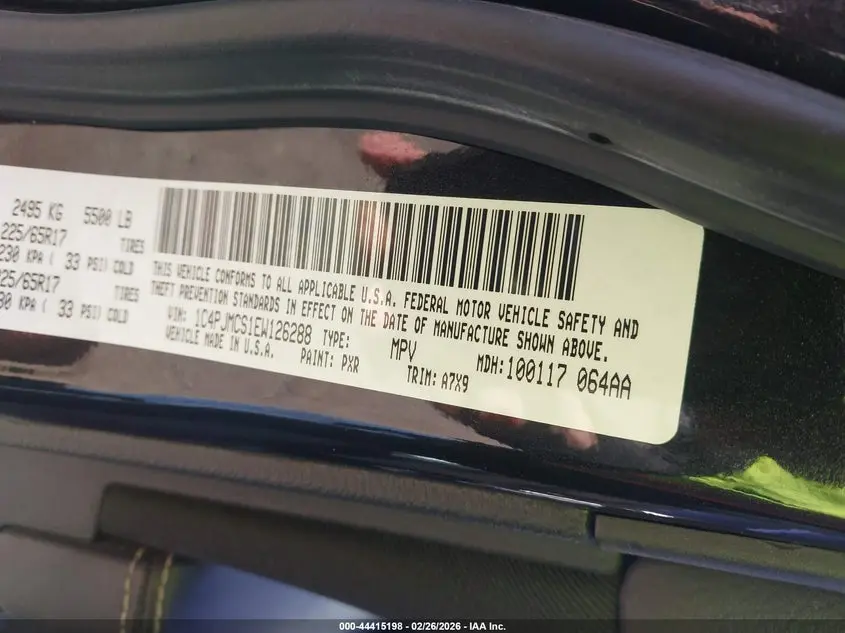 2495 KG 5500 LB
225/65R17 TIRES
230 KPA ( 33 PSI) COLD
225/65R17 TIRES
30 KPA ( 33 PSI) COLD
THIS VEHICLE CONFORMS TO ALL APPLICABLE U.S.A. FEDERAL MOTOR VEHICLE SAFETY AND
THEFT PREVENTION STANDARDS IN EFFECT ON THE DATE OF MANUFACTURE SHOWN ABOVE.
VIN: 1C4PJMCS1EW126288 TYPE: MPV MDH:100117 064AA
VEHICLE MADE IN U.S.A. PAINT: PXR TRIM: A7X9
000-44415198 - 02/26/2026 - IAA Inc.